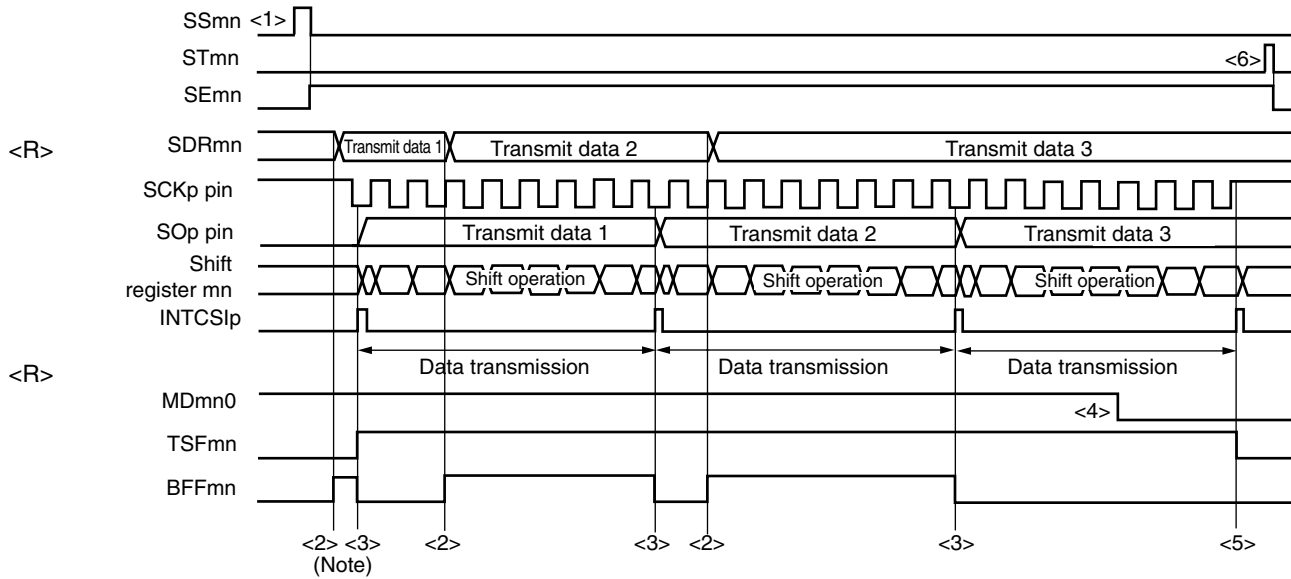 SSmn <1>
STmn <6>
SEmn
<R> SDRmn Transmit data 1 Transmit data 2 Transmit data 3
SCKp pin
SOp pin Transmit data 1 Transmit data 2 Transmit data 3
Shift
register mn Shift operation Shift operation Shift operation
INTCSIp
<R> Data transmission Data transmission Data transmission
MDmn0 <4>
TSFmn
BFFmn
<2> <3> <2> <3> <2> <3> <5>
(Note)